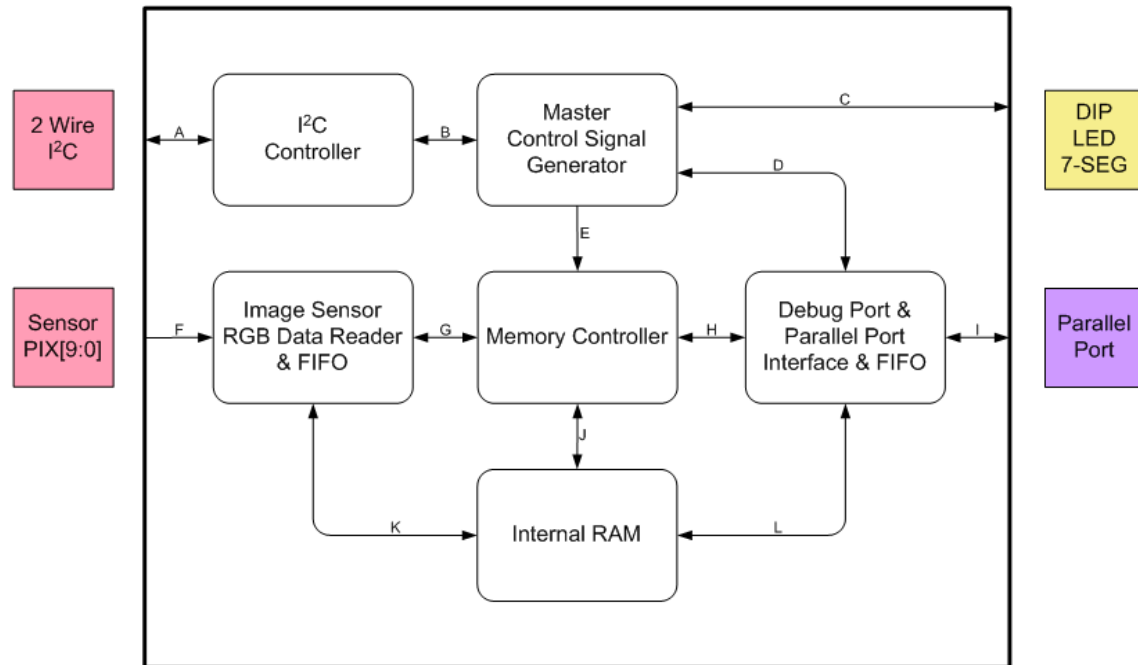 2 Wire
I²C
A
I²C
Controller
B
Master
Control Signal
Generator
C
D
DIP
LED
7-SEG
E
Sensor
PIX[9:0]
F
Image Sensor
RGB Data Reader
& FIFO
G
Memory Controller
H
Debug Port &
Parallel Port
Interface & FIFO
I
Parallel
Port
J
K
Internal RAM
L